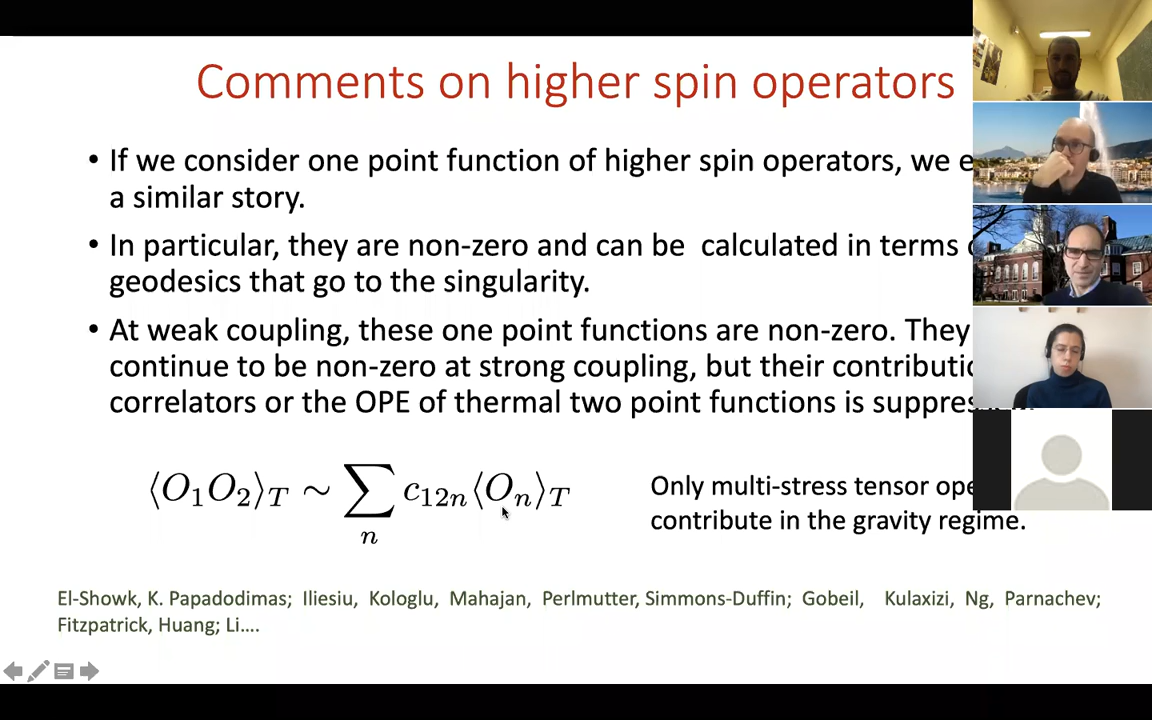 Comments on higher spin operators
• If we consider one point function of higher spin operators, we
a similar story.
• In particular, they are non-zero and can be calculated in terms
geodesics that go to the singularity.
• At weak coupling, these one point functions are non-zero. They
continue to be non-zero at strong coupling, but their
correlators or the OPE of thermal two point functions is
⟨O₁O₂⟩_T ∼ ∑_n c₁₂ₙ⟨Oₙ⟩_T
Only multi-stress tensor
contribute in the gravity regime.
El-Showk, K. Papadodimas; Iliesiu, Kologlu, Mahajan, Perlmutter, Simmons-Duffin; Gobeil, Kulaxizi, Ng, Parnachev;
Fitzpatrick, Huang; Li....